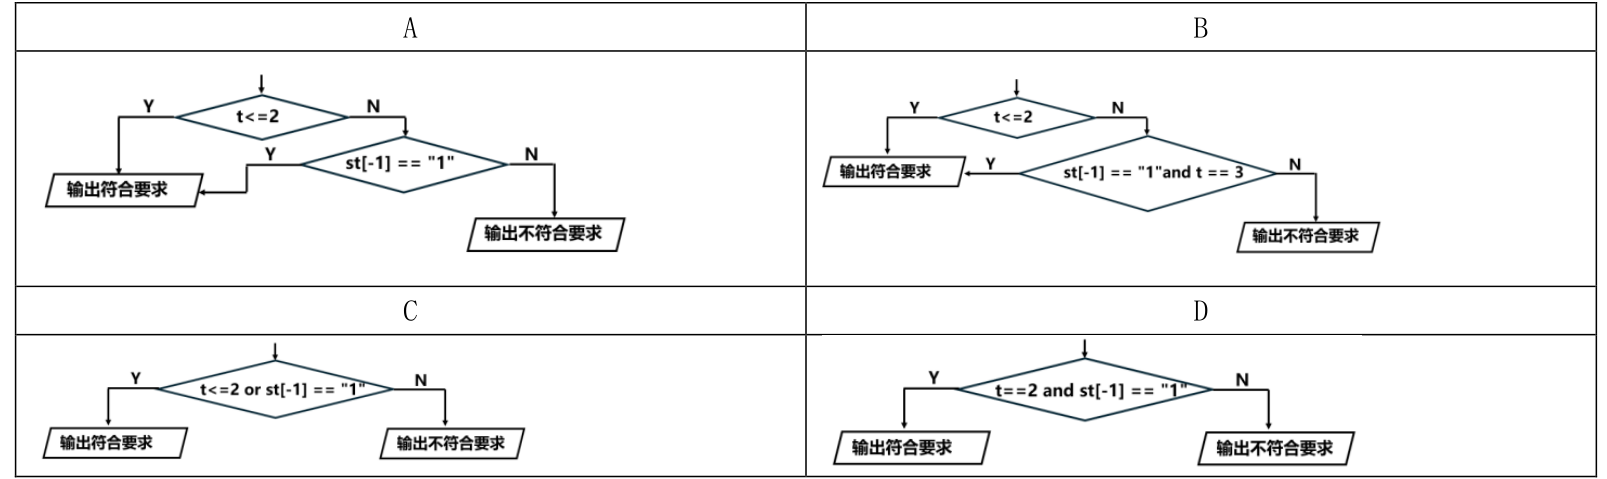 A
B
Y
t<=2
N
Y
st[-1] == "1"
N
输出符合要求
输出不符合要求
Y
t<=2
N
输出符合要求
Y
st[-1] == "1"and t == 3
N
输出不符合要求
C
D
Y
t<=2 or st[-1] == "1"
N
输出符合要求
输出不符合要求
Y
t==2 and st[-1] == "1"
N
输出符合要求
输出不符合要求